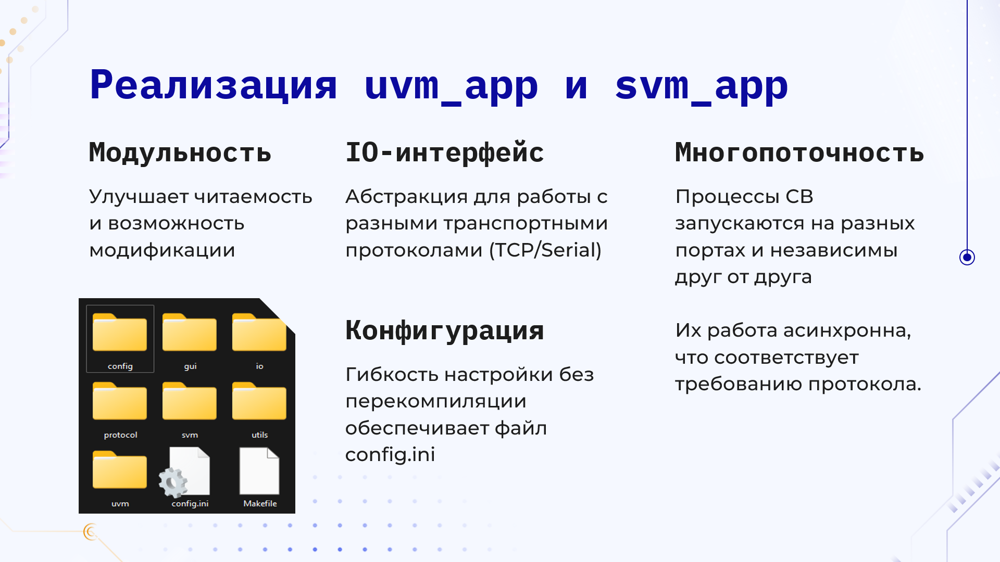 Реализация uvm_app и svm_app
Модульность
Улучшает читаемость
и возможность
модификации
config
gui
io
protocol
svm
utils
uvm
config.ini
Makefile
IO-интерфейс
Абстракция для работы с
разными транспортными
протоколами (TCP/Serial)
Конфигурация
Гибкость настройки без
перекомпиляции
обеспечивает файл
config.ini
Многопоточность
Процессы СВ
запускаются на разных
портах и независимы
друг от друга
Их работа асинхронна,
что соответствует
требованию протокола.